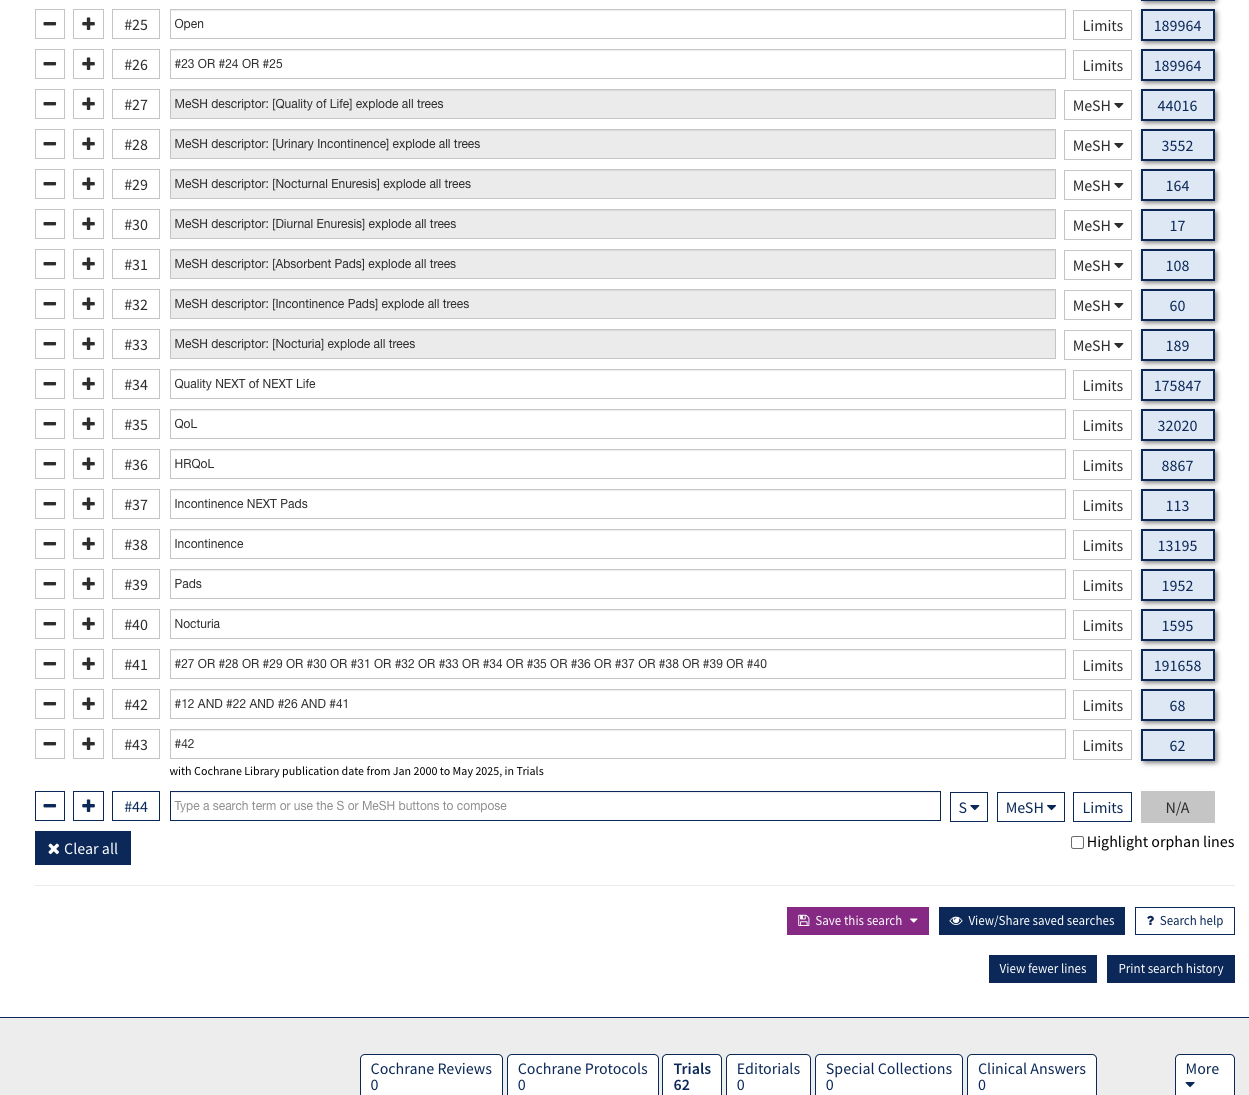 #25 Open Limits 189964
#26 #23 OR #24 OR #25 Limits 189964
#27 MeSH descriptor: [Quality of Life] explode all trees MeSH 44016
#28 MeSH descriptor: [Urinary Incontinence] explode all trees MeSH 3552
#29 MeSH descriptor: [Nocturnal Enuresis] explode all trees MeSH 164
#30 MeSH descriptor: [Diurnal Enuresis] explode all trees MeSH 17
#31 MeSH descriptor: [Absorbent Pads] explode all trees MeSH 108
#32 MeSH descriptor: [Incontinence Pads] explode all trees MeSH 60
#33 MeSH descriptor: [Nocturia] explode all trees MeSH 189
#34 Quality NEXT of NEXT Life Limits 175847
#35 QoL Limits 32020
#36 HRQoL Limits 8867
#37 Incontinence NEXT Pads Limits 113
#38 Incontinence Limits 13195
#39 Pads Limits 1952
#40 Nocturia Limits 1595
#41 #27 OR #28 OR #29 OR #30 OR #31 OR #32 OR #33 OR #34 OR #35 OR #36 OR #37 OR #38 OR #39 OR #40 Limits 191658
#42 #12 AND #22 AND #26 AND #41 Limits 68
#43 #42 Limits 62
with Cochrane Library publication date from Jan 2000 to May 2025, in Trials
#44 Type a search term or use the S or MeSH buttons to compose S MeSH Limits N/A
Clear all Highlight orphan lines
Save this search View/Share saved searches ? Search help
View fewer lines Print search history
Cochrane Reviews Cochrane Protocols Trials Editorials Special Collections Clinical Answers More
0 0 62 0 0 0